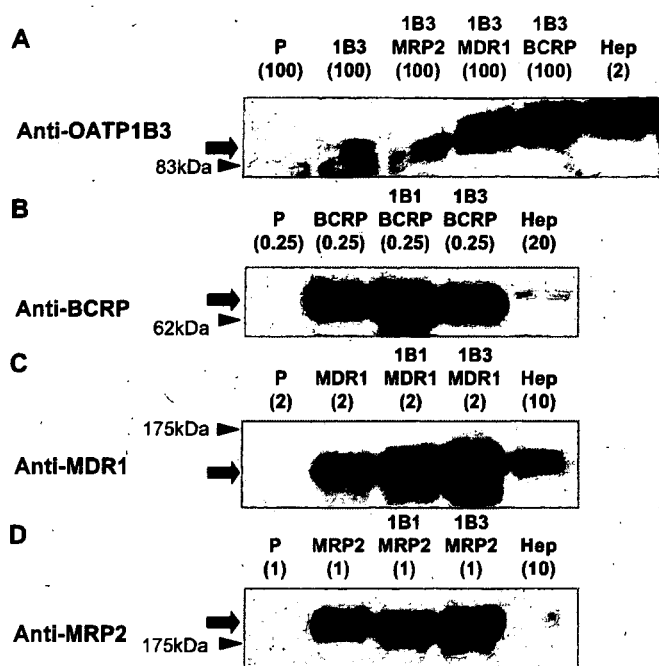 A
P 1B3 1B3 MRP2 1B3 MDR1 1B3 BCRP Hep
(100) (100) (100) (100) (100) (2)
Anti-OATP1B3
83kDa
B
P BCRP 1B1 BCRP 1B3 BCRP Hep
(0.25) (0.25) (0.25) (0.25) (20)
Anti-BCRP
62kDa
C
P MDR1 1B1 MDR1 1B3 MDR1 Hep
(2) (2) (2) (2) (10)
175kDa
Anti-MDR1
D
P MRP2 1B1 MRP2 1B3 MRP2 Hep
(1) (1) (1) (1) (10)
Anti-MRP2
175kDa